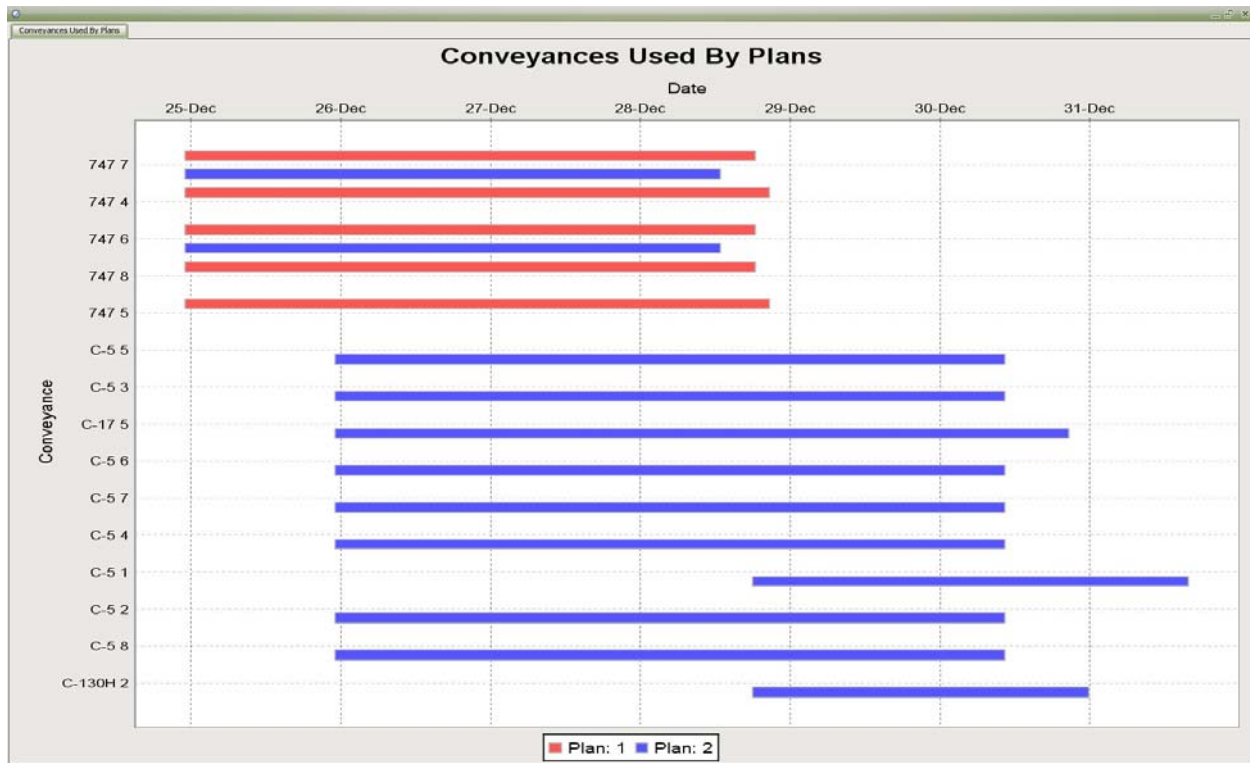 Conveyances Used By Plans
Conveyances Used By Plans
Date
25-Dec 26-Dec 27-Dec 28-Dec 29-Dec 30-Dec 31-Dec
Conveyance
747 7
747 4
747 6
747 8
747 5
C-5 5
C-5 3
C-17 5
C-5 6
C-5 7
C-5 4
C-5 1
C-5 2
C-5 8
C-130H 2
Plan: 1 Plan: 2